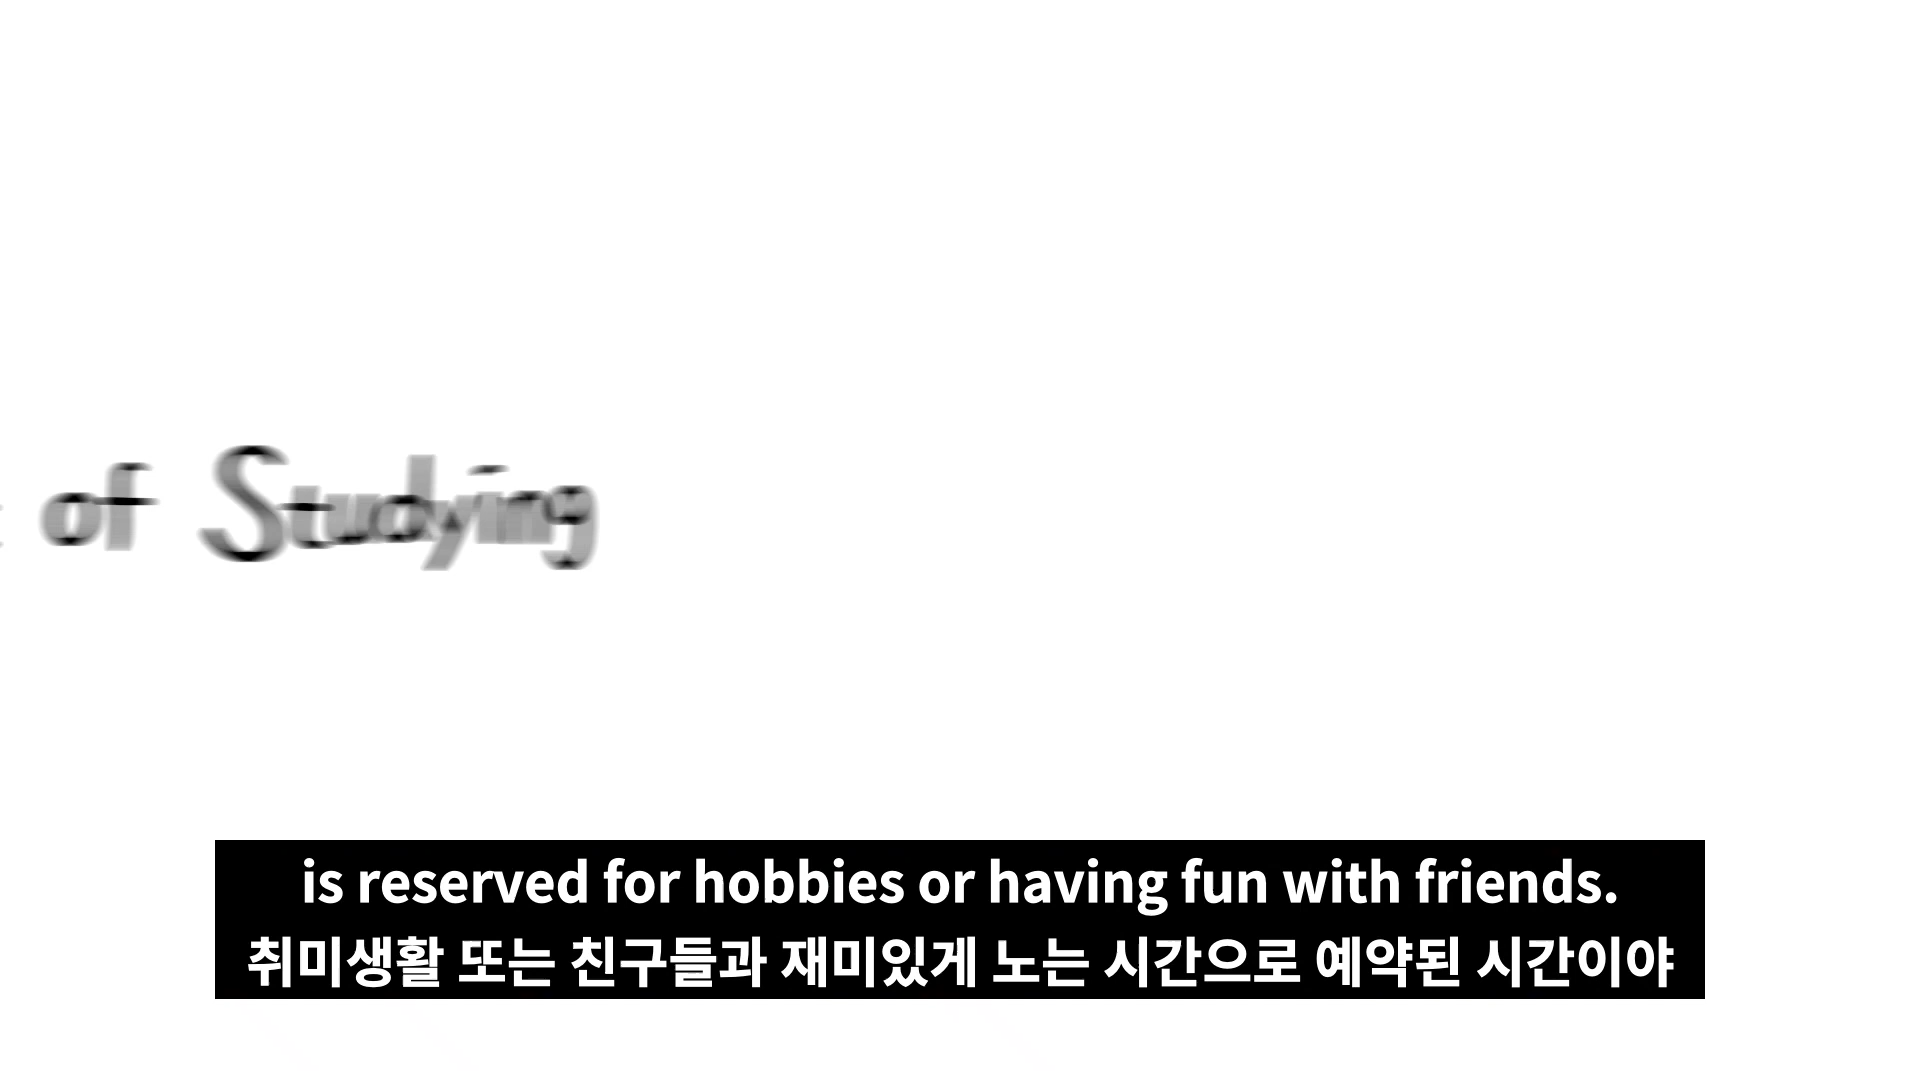 of Studying
is reserved for hobbies or having fun with friends.
취미생활 또는 친구들과 재미있게 노는 시간으로 예약된 시간이야